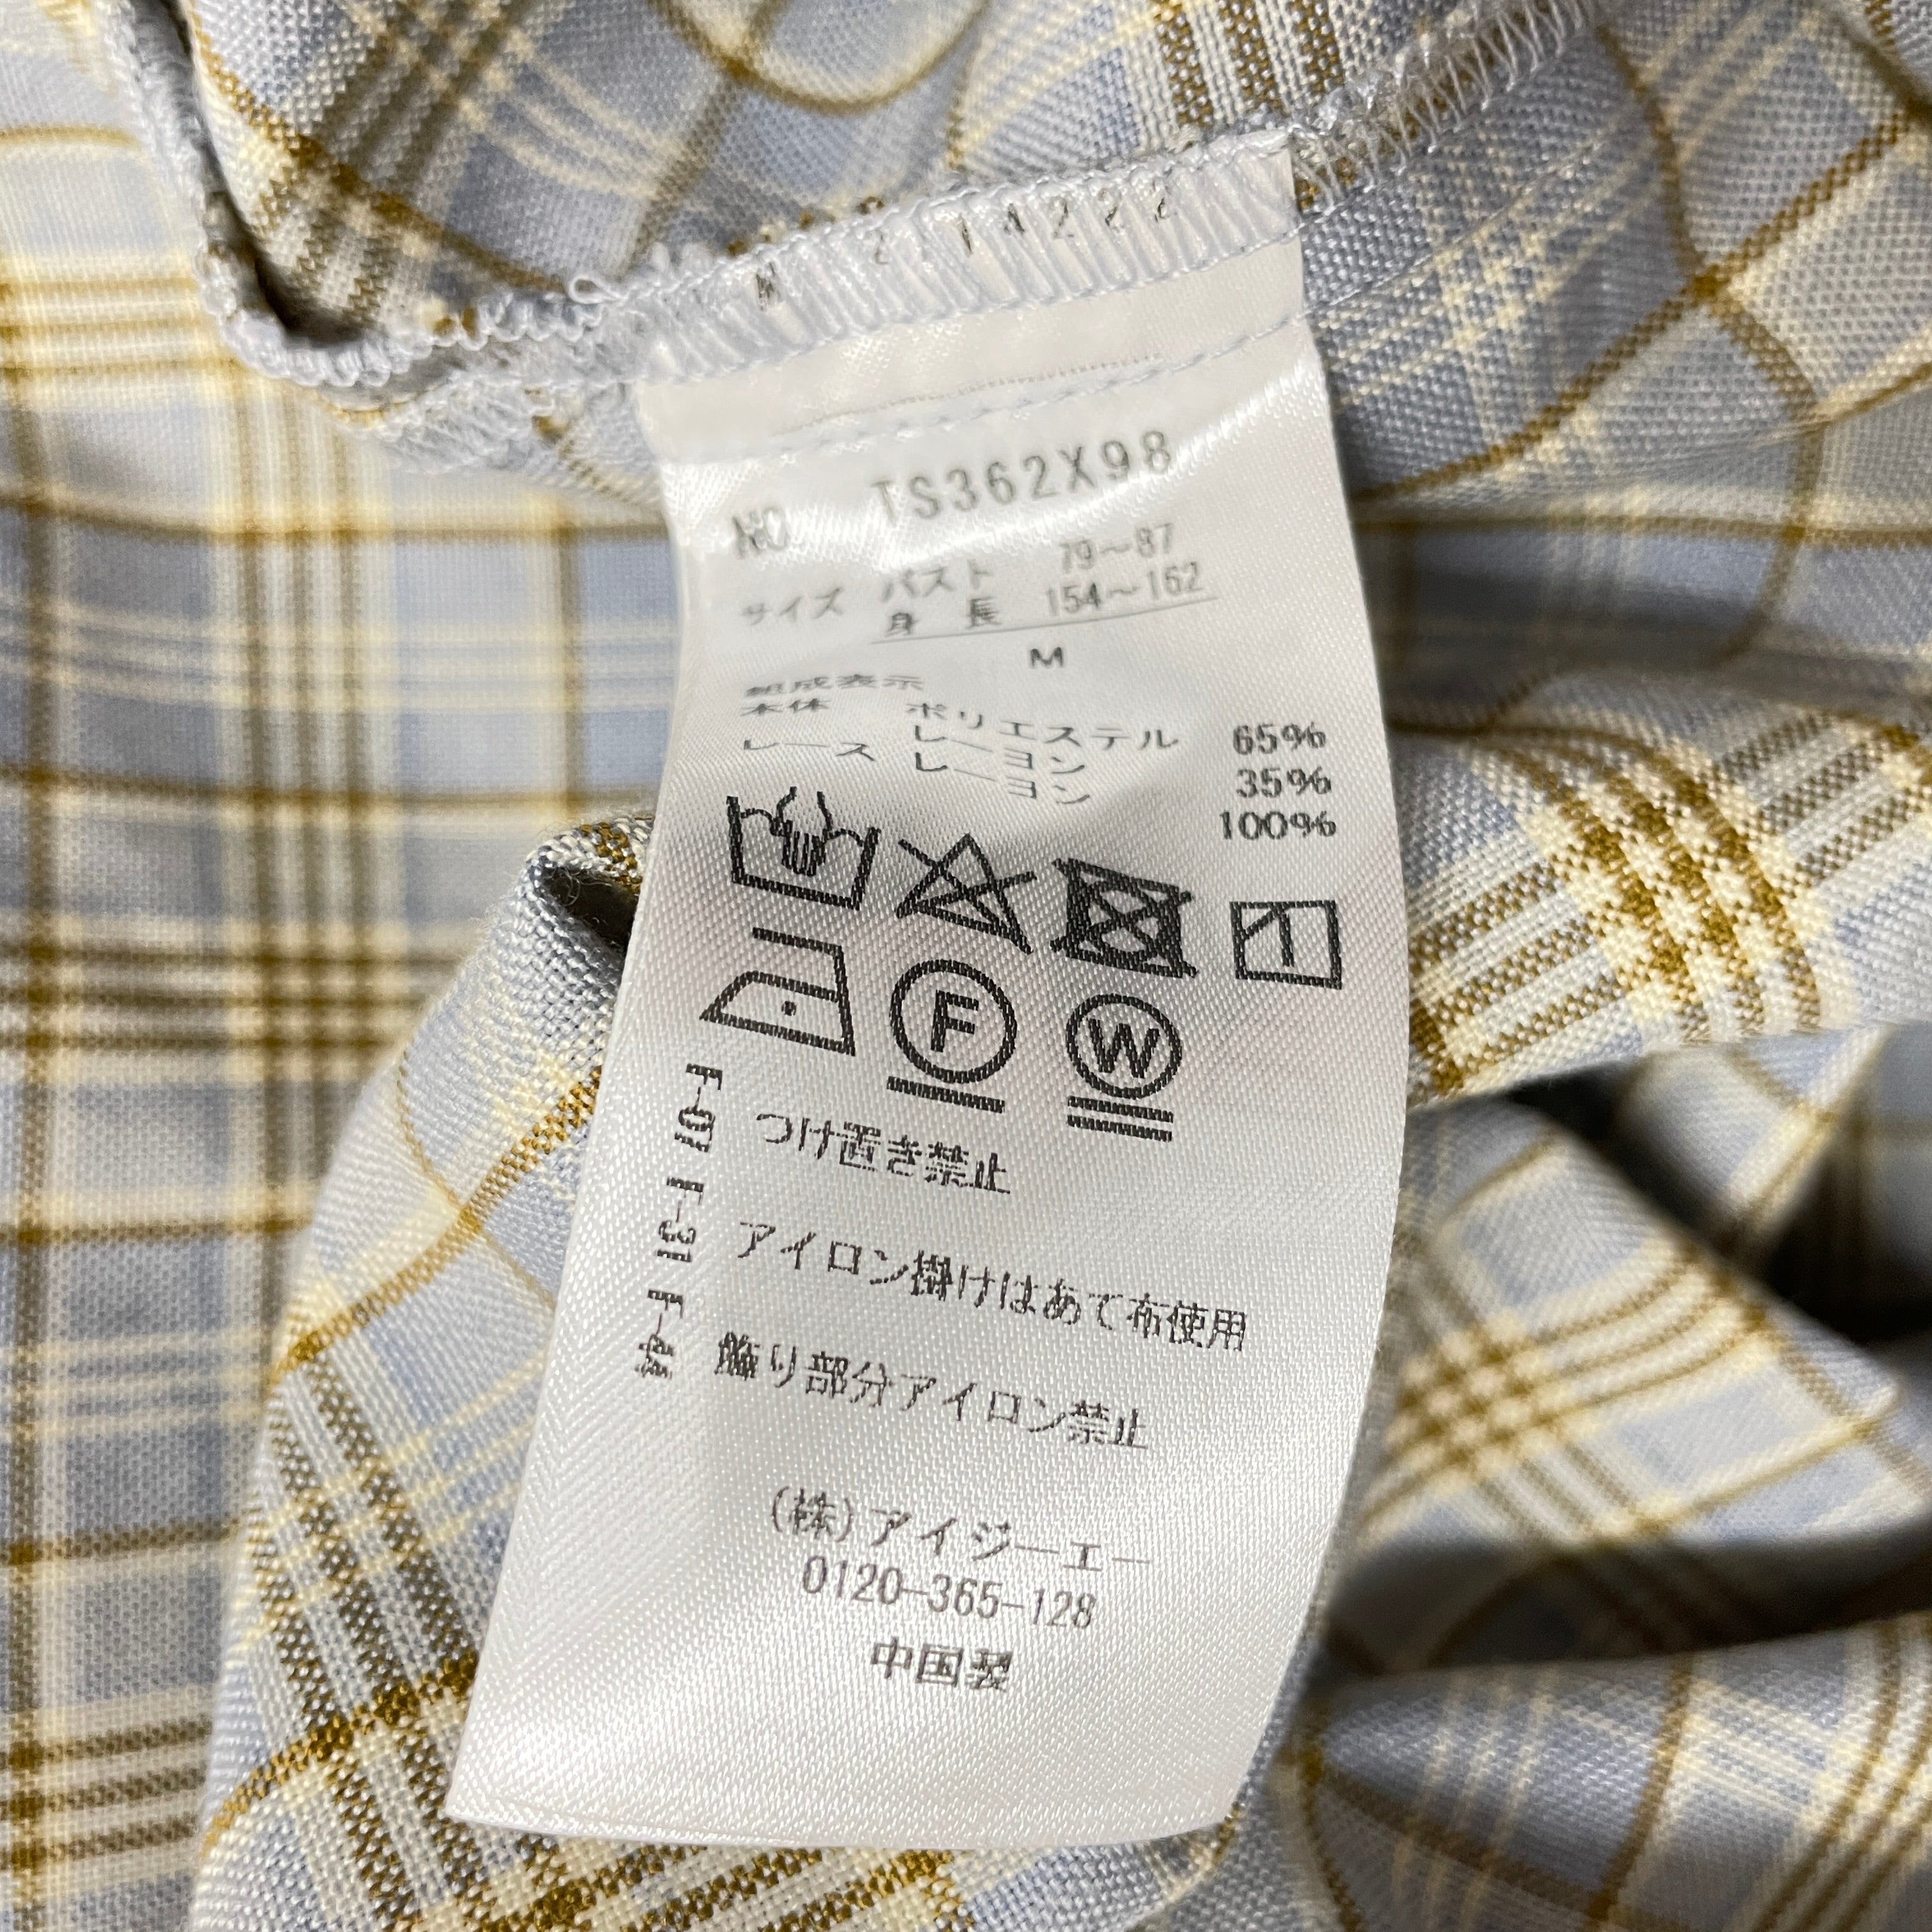 NO. TS362X98
サイズ バスト 79～87
身 長 154～162
M
組成表示
本体 ポリエステル 65%
レーヨン 35%
レース レーヨン 100%
F
W
F-07 つけ置き禁止
F-31 アイロン掛けはあて布使用
F-44 飾り部分アイロン禁止
(株)アイジーエー
0120-365-128
中国製